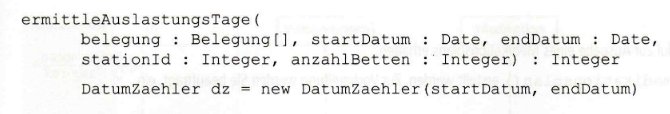 ermittleAuslastungsTage(
belegung : Belegung[], startDatum : Date, endDatum : Date,
stationId : Integer, anzahlBetten : Integer) : Integer
DatumZaehler dz = new DatumZaehler(startDatum, endDatum)